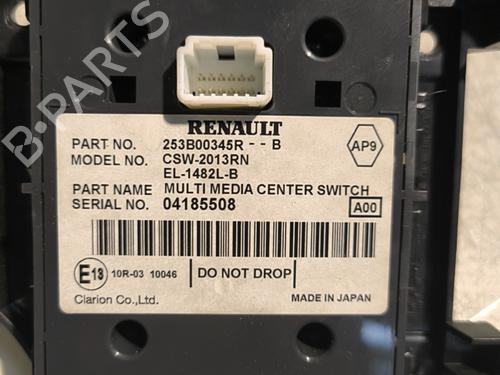 B-PARTS
RENAULT
PART NO. 253B00345R - - B
MODEL NO. CSW-2013RN
EL-1482L-B
AP9
PART NAME MULTI MEDIA CENTER SWITCH
SERIAL NO. 04185508
A00
E13 10R-03 10046 DO NOT DROP
Clarion Co.,Ltd. MADE IN JAPAN